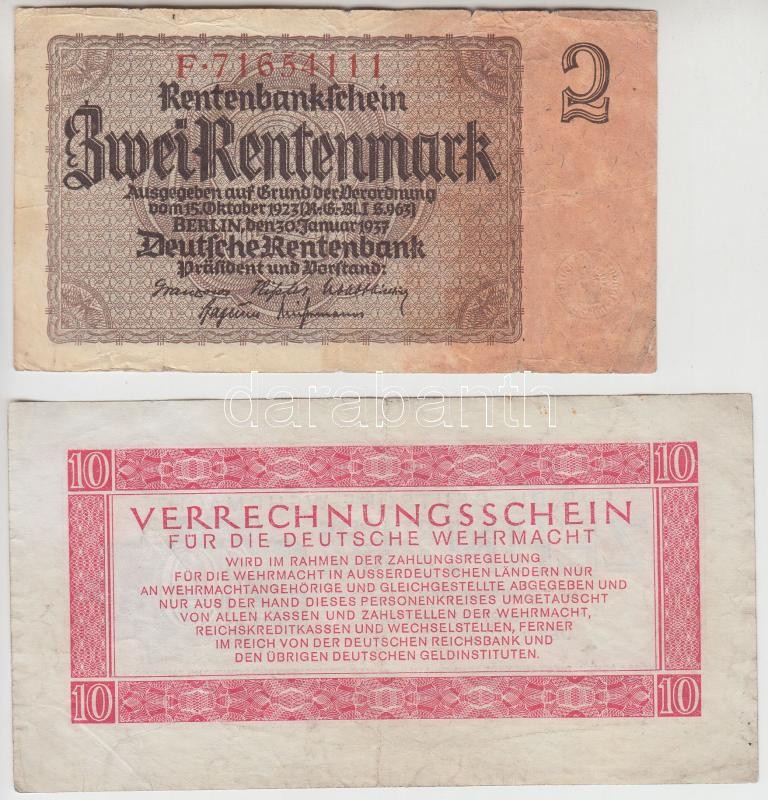 F·71654111
2
Rentenbankschein
Zwei Rentenmark
Ausgegeben auf Grund der Verordnung
vom 15. Oktober 1923 (R.-G.-Bl. I S. 963)
BERLIN, den 30. Januar 1937
Deutsche Rentenbank
Präsident und Vorstand:
darabanth
10 10
VERRECHNUNGSSCHEIN
FÜR DIE DEUTSCHE WEHRMACHT
WIRD IM RAHMEN DER ZAHLUNGSREGELUNG
FÜR DIE WEHRMACHT IN AUSSERDEUTSCHEN LÄNDERN NUR
AN WEHRMACHTANGEHÖRIGE UND GLEICHGESTELLTE ABGEGEBEN UND
NUR AUS DER HAND DIESES PERSONENKREISES UMGETAUSCHT
VON ALLEN KASSEN UND ZAHLSTELLEN DER WEHRMACHT,
REICHSKREDITKASSEN UND WECHSELSTELLEN, FERNER
IM REICH VON DER DEUTSCHEN REICHSBANK UND
DEN ÜBRIGEN DEUTSCHEN GELDINSTITUTEN.
10 10